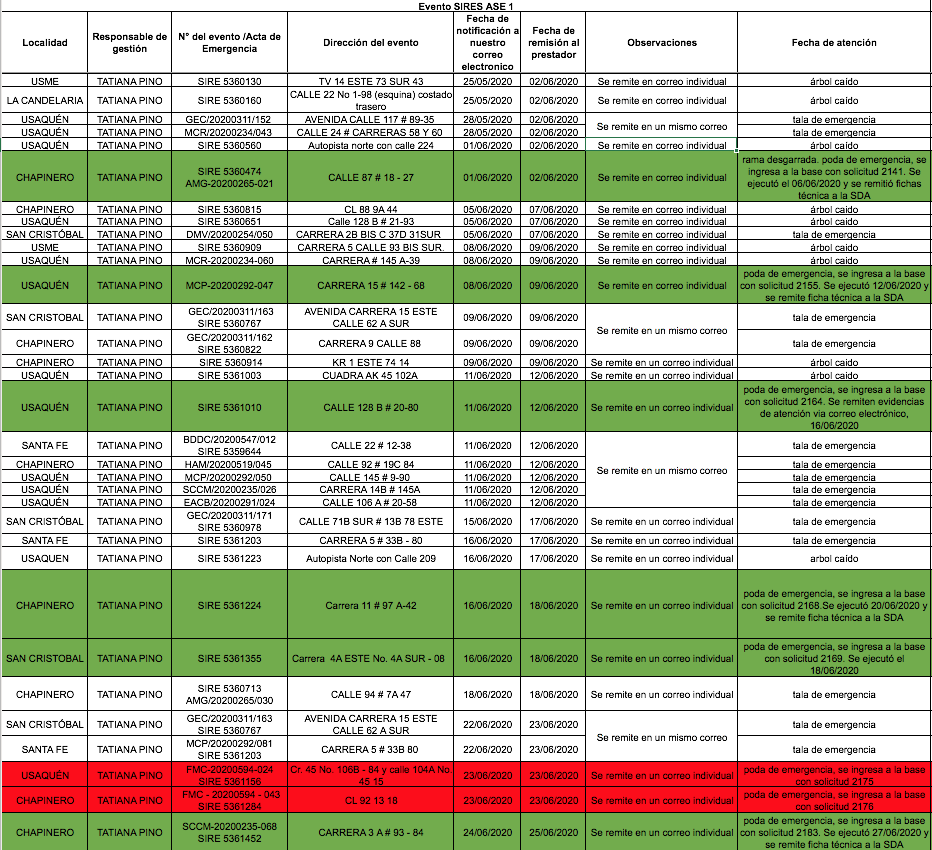 Evento SIRES ASE 1
Localidad | Responsable de gestión | N° del evento /Acta de Emergencia | Dirección del evento | Fecha de notificación a nuestro correo electronico | Fecha de remisión al prestador | Observaciones | Fecha de atención
USME | TATIANA PINO | SIRE 5360130 | TV 14 ESTE 73 SUR 43 | 25/05/2020 | 02/06/2020 | Se remite en correo individual | árbol caído
LA CANDELARIA | TATIANA PINO | SIRE 5360160 | CALLE 22 No 1-98 (esquina) costado trasero | 25/05/2020 | 02/06/2020 | Se remite en correo individual | árbol caído
USAQUÉN | TATIANA PINO | GEC/20200311/152 | AVENIDA CALLE 117 # 89-35 | 28/05/2020 | 02/06/2020 | Se remite en un mismo correo | tala de emergencia
USAQUÉN | TATIANA PINO | MCR/20200234/043 | CALLE 24 # CARRERAS 58 Y 60 | 28/05/2020 | 02/06/2020 | tala de emergencia
USAQUÉN | TATIANA PINO | SIRE 5360560 | Autopista norte con calle 224 | 01/06/2020 | 02/06/2020 | Se remite en correo individual | árbol caído
CHAPINERO | TATIANA PINO | SIRE 5360474 AMG-20200265-021 | CALLE 87 # 18 - 27 | 01/06/2020 | 02/06/2020 | Se remite en correo individual | rama desgarrada. poda de emergencia, se ingresa a la base con solicitud 2141. Se ejecutó el 06/06/2020 y se remitió fichas técnica a la SDA
CHAPINERO | TATIANA PINO | SIRE 5360815 | CL 88 9A 44 | 05/06/2020 | 07/06/2020 | Se remite en correo individual | árbol caído
USAQUÉN | TATIANA PINO | SIRE 5360651 | Calle 128 B # 21-93 | 05/06/2020 | 07/06/2020 | Se remite en correo individual | árbol caído
SAN CRISTÓBAL | TATIANA PINO | DMV/20200254/050 | CARRERA 2B BIS C 37D 31SUR | 05/06/2020 | 07/06/2020 | Se remite en correo individual | tala de emergencia
USME | TATIANA PINO | SIRE 5360909 | CARRERA 5 CALLE 93 BIS SUR. | 08/06/2020 | 09/06/2020 | Se remite en correo individual | árbol caído
USAQUÉN | TATIANA PINO | MCR-20200234-060 | CARRERA # 145 A-39 | 08/06/2020 | 09/06/2020 | Se remite en correo individual | árbol caído
USAQUÉN | TATIANA PINO | MCP-20200292-047 | CARRERA 15 # 142 - 68 | 08/06/2020 | 09/06/2020 | Se remite en correo individual | poda de emergencia, se ingresa a la base con solicitud 2155. Se ejecutó 12/06/2020 y se remite ficha técnica a la SDA
SAN CRISTOBAL | TATIANA PINO | GEC/20200311/163 SIRE 5360767 | AVENIDA CARRERA 15 ESTE CALLE 62 A SUR | 09/06/2020 | 09/06/2020 | Se remite en un mismo correo | tala de emergencia
CHAPINERO | TATIANA PINO | GEC/20200311/162 SIRE 5360822 | CARRERA 9 CALLE 88 | 09/06/2020 | 09/06/2020 | tala de emergencia
CHAPINERO | TATIANA PINO | SIRE 5360914 | KR 1 ESTE 74 14 | 09/06/2020 | 09/06/2020 | Se remite en un correo individual | árbol caído
USAQUÉN | TATIANA PINO | SIRE 5361003 | CUADRA AK 45 102A | 11/06/2020 | 12/06/2020 | Se remite en un correo individual | árbol caído
USAQUÉN | TATIANA PINO | SIRE 5361010 | CALLE 128 B # 20-80 | 11/06/2020 | 12/06/2020 | Se remite en un correo individual | poda de emergencia, se ingresa a la base con solicitud 2164. Se remiten evidencias de atención via correo electrónico, 16/06/2020
SANTA FE | TATIANA PINO | BDDC/20200547/012 SIRE 5359644 | CALLE 22 # 12-38 | 11/06/2020 | 12/06/2020 | Se remite en un mismo correo | tala de emergencia
CHAPINERO | TATIANA PINO | HAM/20200519/045 | CALLE 92 # 19C 84 | 11/06/2020 | 12/06/2020 | tala de emergencia
USAQUÉN | TATIANA PINO | MCP/20200292/050 | CALLE 145 # 9-90 | 11/06/2020 | 12/06/2020 | tala de emergencia
USAQUÉN | TATIANA PINO | SCCM/20200235/026 | CARRERA 14B # 145A | 11/06/2020 | 12/06/2020 | tala de emergencia
USAQUÉN | TATIANA PINO | EACB/20200291/024 | CALLE 106 A # 20-58 | 11/06/2020 | 12/06/2020 | tala de emergencia
SAN CRISTÓBAL | TATIANA PINO | GEC/20200311/171 SIRE 5360978 | CALLE 71B SUR # 13B 78 ESTE | 15/06/2020 | 17/06/2020 | Se remite en un correo individual | tala de emergencia
SANTA FE | TATIANA PINO | SIRE 5361203 | CARRERA 5 # 33B - 80 | 16/06/2020 | 17/06/2020 | Se remite en un correo individual | tala de emergencia
USAQUEN | TATIANA PINO | SIRE 5361223 | Autopista Norte con Calle 209 | 16/06/2020 | 17/06/2020 | Se remite en un correo individual | arbol caído
CHAPINERO | TATIANA PINO | SIRE 5361224 | Carrera 11 # 97 A-42 | 16/06/2020 | 18/06/2020 | Se remite en un correo individual | poda de emergencia, se ingresa a la base con solicitud 2168.Se ejecutó 20/06/2020 y se remite ficha técnica a la SDA
SAN CRISTOBAL | TATIANA PINO | SIRE 5361355 | Carrera 4A ESTE No. 4A SUR - 08 | 16/06/2020 | 18/06/2020 | Se remite en un correo individual | poda de emergencia, se ingresa a la base con solicitud 2169. Se ejecutó el 18/06/2020
CHAPINERO | TATIANA PINO | SIRE 5360713 AMG/20200265/030 | CALLE 94 # 7A 47 | 18/06/2020 | 18/06/2020 | Se remite en un correo individual | tala de emergencia
SAN CRISTÓBAL | TATIANA PINO | GEC/20200311/163 SIRE 5360767 | AVENIDA CARRERA 15 ESTE CALLE 62 A SUR | 22/06/2020 | 23/06/2020 | Se remite en un mismo correo | tala de emergencia
SANTA FE | TATIANA PINO | MCP/20200292/081 SIRE 5361203 | CARRERA 5 # 33B 80 | 22/06/2020 | 23/06/2020 | tala de emergencia
USAQUÉN | TATIANA PINO | FMC-20200594-024 SIRE 5361156 | Cr. 45 No. 106B - 84 y calle 104A No. 45 15 | 23/06/2020 | 23/06/2020 | Se remite en un correo individual | poda de emergencia, se ingresa a la base con solicitud 2175
CHAPINERO | TATIANA PINO | FMC - 20200594 - 043 SIRE 5361284 | CL 92 13 18 | 23/06/2020 | 23/06/2020 | Se remite en un correo individual | poda de emergencia, se ingresa a la base con solicitud 2176
CHAPINERO | TATIANA PINO | SCCM-20200235-068 SIRE 5361452 | CARRERA 3 A # 93 - 84 | 24/06/2020 | 25/06/2020 | Se remite en un correo individual | poda de emergencia, se ingresa a la base con solicitud 2183. Se ejecutó 27/06/2020 y se remite ficha técnica a la SDA